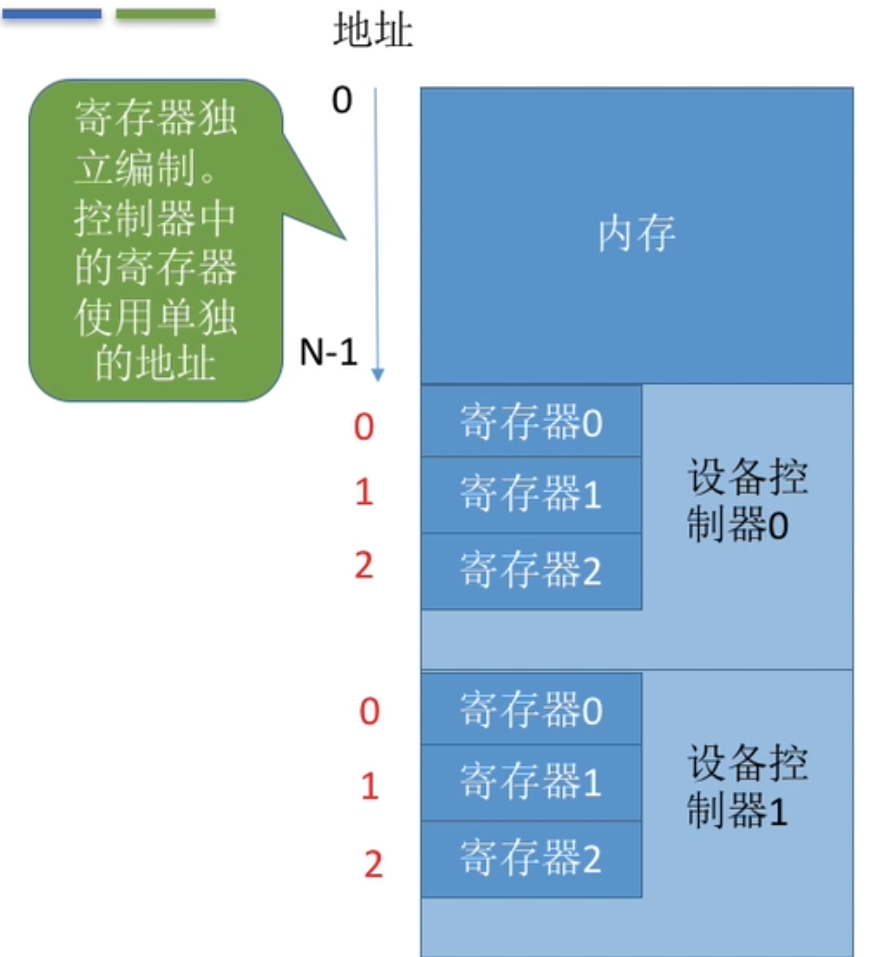 地址
寄存器独
立编制。
控制器中
的寄存器
使用单独
的地址
0
N-1
内存
0
寄存器0
1
寄存器1
2
寄存器2
设备控
制器0
0
寄存器0
1
寄存器1
2
寄存器2
设备控
制器1